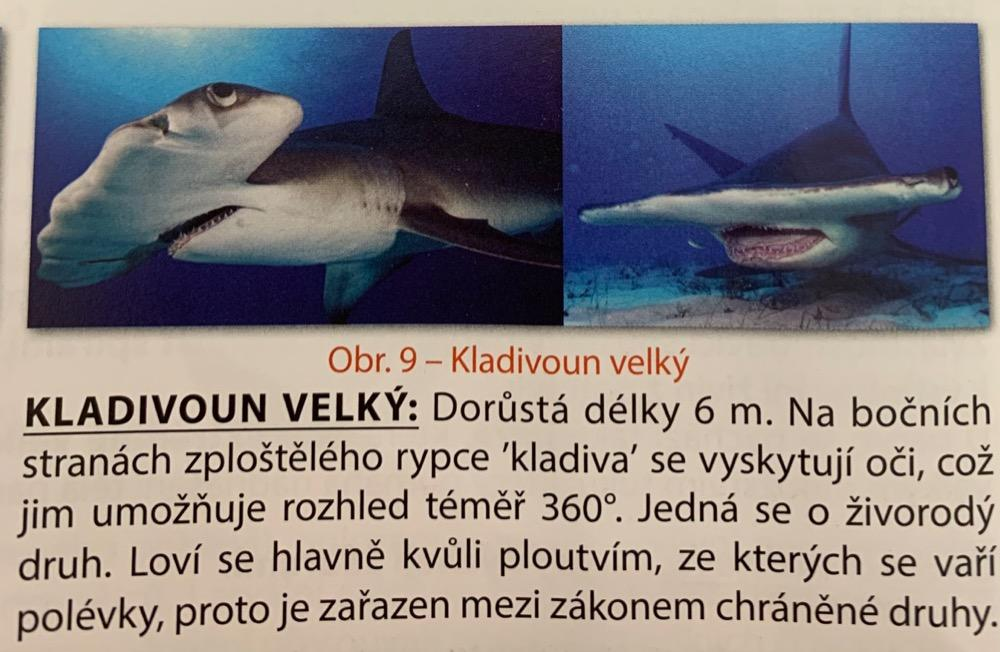 Obr. 9 – Kladivoun velký
KLADIVOUN VELKÝ: Dorůstá délky 6 m. Na bočních
stranách zploštělého rypce 'kladiva' se vyskytují oči, což
jim umožňuje rozhled téměř 360°. Jedná se o živorodý
druh. Loví se hlavně kvůli ploutvím, ze kterých se vaří
polévky, proto je zařazen mezi zákonem chráněné druhy.